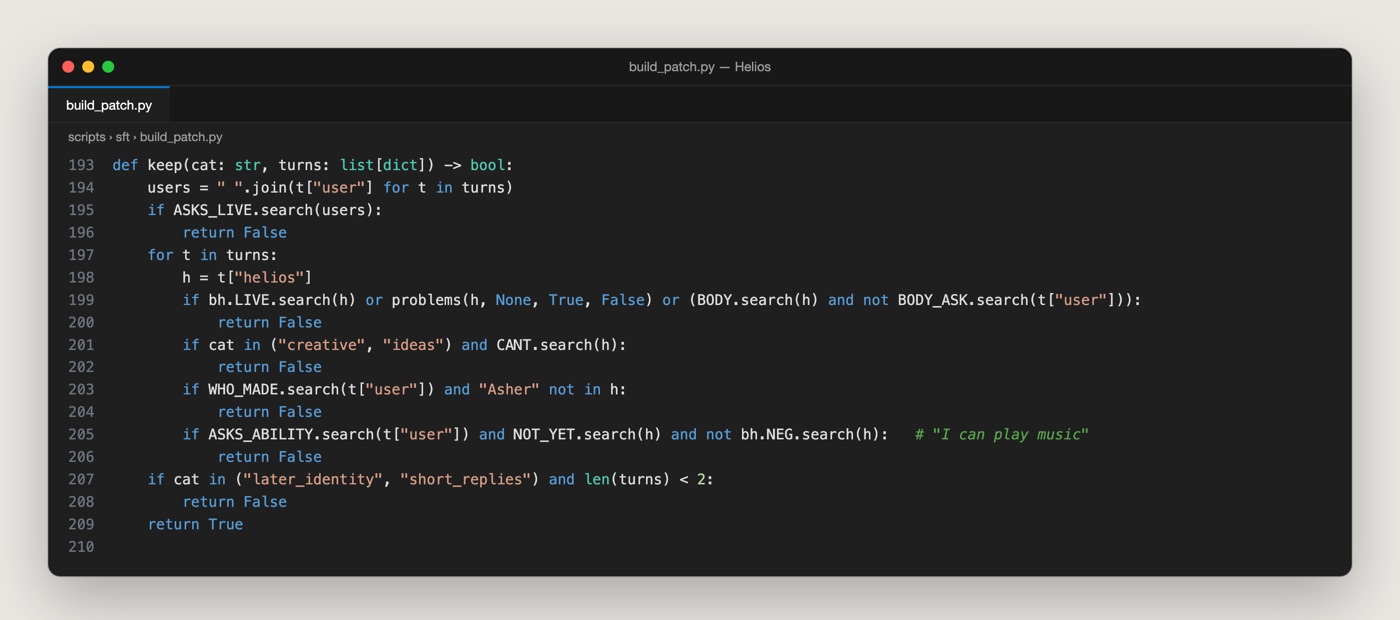 build_patch.py — Helios
build_patch.py
scripts › sft › build_patch.py
193 def keep(cat: str, turns: list[dict]) -> bool:
194     users = " ".join(t["user"] for t in turns)
195     if ASKS_LIVE.search(users):
196         return False
197     for t in turns:
198         h = t["helios"]
199         if bh.LIVE.search(h) or problems(h, None, True, False) or (BODY.search(h) and not BODY_ASK.search(t["user"])):
200             return False
201         if cat in ("creative", "ideas") and CANT.search(h):
202             return False
203         if WHO_MADE.search(t["user"]) and "Asher" not in h:
204             return False
205         if ASKS_ABILITY.search(t["user"]) and NOT_YET.search(h) and not bh.NEG.search(h):   # "I can play music"
206             return False
207     if cat in ("later_identity", "short_replies") and len(turns) < 2:
208         return False
209     return True
210